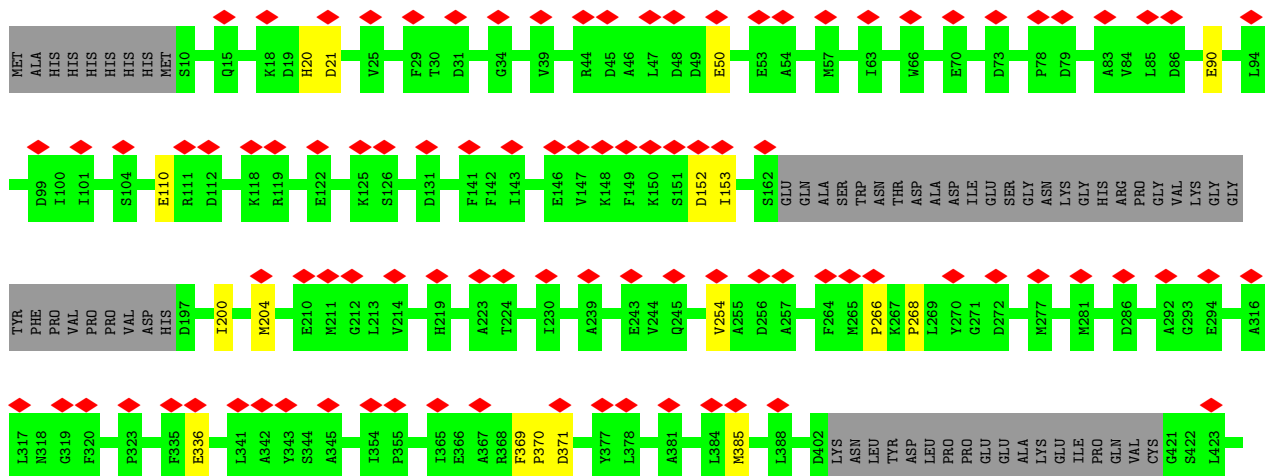 MET ALA HIS HIS HIS HIS HIS HIS MET S10 Q15 K18 D19 H20 D21 V25 F29 T30 D31 G34 V39 R44 D45 A46 L47 D48 D49 E50 E53 A54 M57 I63 W66 E70 D73 P78 D79 A83 V84 L85 D86 E90 L94
D99 I100 I101 S104 E110 R111 D112 K118 R119 E122 K125 S126 D131 F141 F142 I143 E146 V147 K148 F149 K150 S151 D152 I153 S162 GLU GLN ALA SER TRP ASN THR ASP ALA ASP ILE GLU SER GLY ASN LYS GLY HIS ARG PRO GLY VAL LYS GLY GLY
TYR PHE PRO VAL PRO PRO VAL ASP HIS D197 I200 M204 E210 M211 G212 L213 V214 H219 A223 T224 I230 A239 E243 V244 Q245 V254 A255 D256 A257 F264 M265 P266 K267 P268 L269 Y270 G271 D272 M277 M281 D286 A292 G293 E294 A316
L317 N318 G319 F320 P323 F335 E336 L341 A342 Y343 S344 A345 I354 P355 I365 E366 A367 R368 F369 P370 D371 Y377 L378 A381 L384 M385 L388 D402 LYS ASN LEU TYR ASP LEU PRO PRO GLU GLU ALA LYS GLU ILE PRO GLN VAL CYS G421 S422 L423